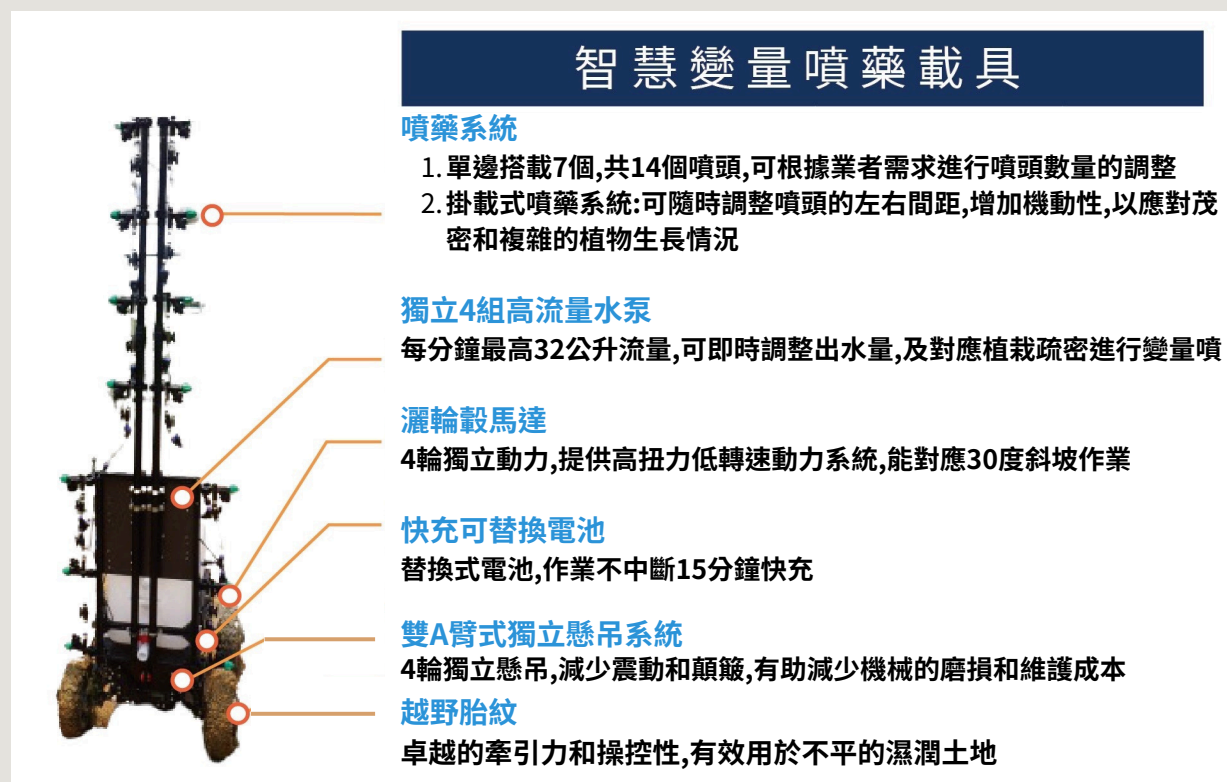 智慧變量噴藥載具
噴藥系統
1. 單邊搭載7個,共14個噴頭,可根據業者需求進行噴頭數量的調整
2. 掛載式噴藥系統:可隨時調整噴頭的左右間距,增加機動性,以應對茂
密和複雜的植物生長情況
獨立4組高流量水泵
每分鐘最高32公升流量,可即時調整出水量,及對應植栽疏密進行變量噴
灑輪轂馬達
4輪獨立動力,提供高扭力低轉速動力系統,能對應30度斜坡作業
快充可替換電池
替換式電池,作業不中斷15分鐘快充
雙A臂式獨立懸吊系統
4輪獨立懸吊,減少震動和顛簸,有助減少機械的磨損和維護成本
越野胎紋
卓越的牽引力和操控性,有效用於不平的濕潤土地